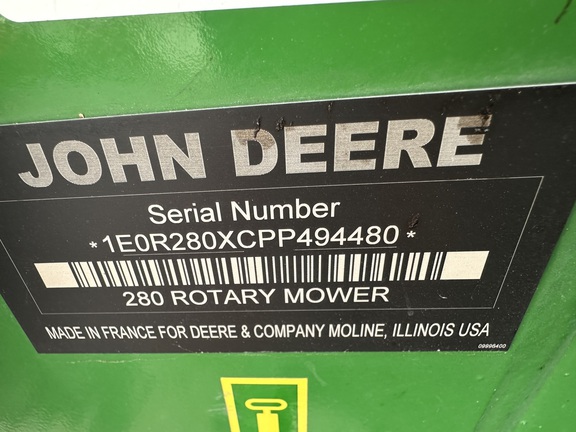 JOHN DEERE
Serial Number
*1E0R280XCPP494480*
280 ROTARY MOWER
MADE IN FRANCE FOR DEERE & COMPANY MOLINE, ILLINOIS USA